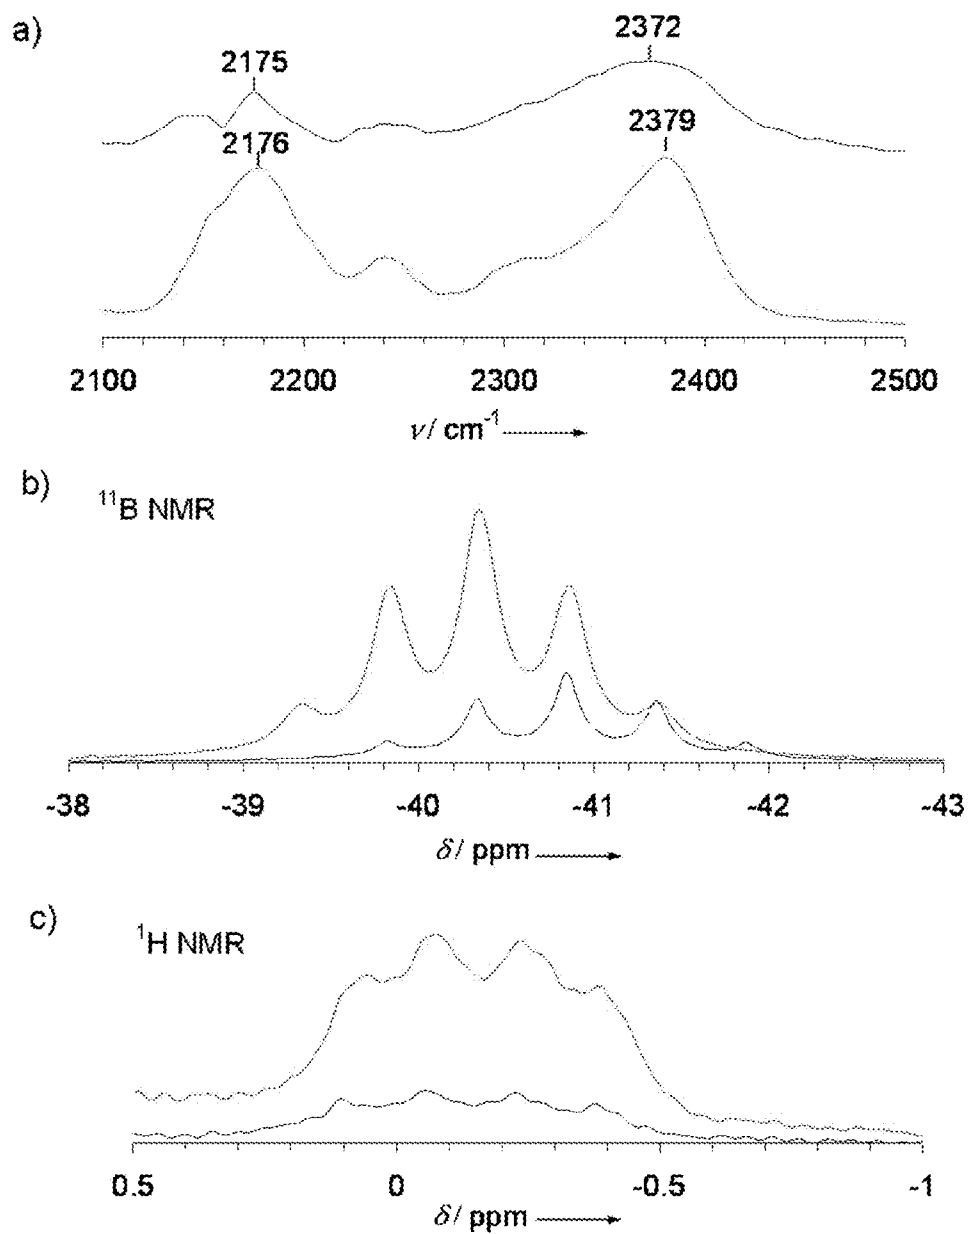 a)
2372
2175
2379
2176
2100 2200 2300 2400 2500
ν/ cm⁻¹
b)
¹¹B NMR
-38 -39 -40 -41 -42 -43
δ/ ppm
c)
¹H NMR
0.5 0 -0.5 -1
δ/ ppm